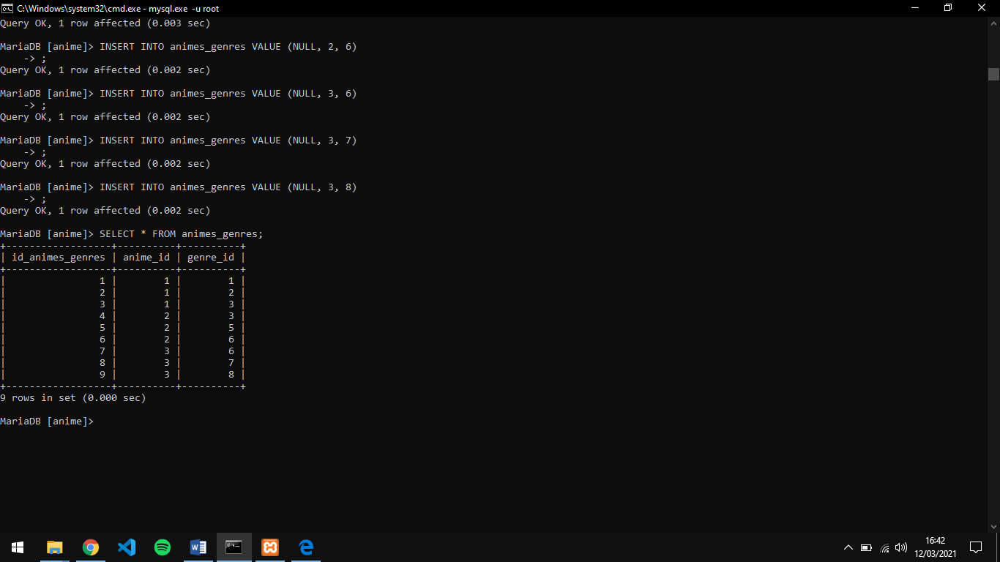 C:\Windows\system32\cmd.exe - mysql.exe  -u root
Query OK, 1 row affected (0.003 sec)

MariaDB [anime]> INSERT INTO animes_genres VALUE (NULL, 2, 6)
    -> ;
Query OK, 1 row affected (0.002 sec)

MariaDB [anime]> INSERT INTO animes_genres VALUE (NULL, 3, 6)
    -> ;
Query OK, 1 row affected (0.002 sec)

MariaDB [anime]> INSERT INTO animes_genres VALUE (NULL, 3, 7)
    -> ;
Query OK, 1 row affected (0.002 sec)

MariaDB [anime]> INSERT INTO animes_genres VALUE (NULL, 3, 8)
    -> ;
Query OK, 1 row affected (0.002 sec)

MariaDB [anime]> SELECT * FROM animes_genres;
+------------------+----------+----------+
| id_animes_genres | anime_id | genre_id |
+------------------+----------+----------+
|                1 |        1 |        1 |
|                2 |        1 |        2 |
|                3 |        1 |        3 |
|                4 |        2 |        3 |
|                5 |        2 |        5 |
|                6 |        2 |        6 |
|                7 |        3 |        6 |
|                8 |        3 |        7 |
|                9 |        3 |        8 |
+------------------+----------+----------+
9 rows in set (0.000 sec)

MariaDB [anime]>
16:42
12/03/2021